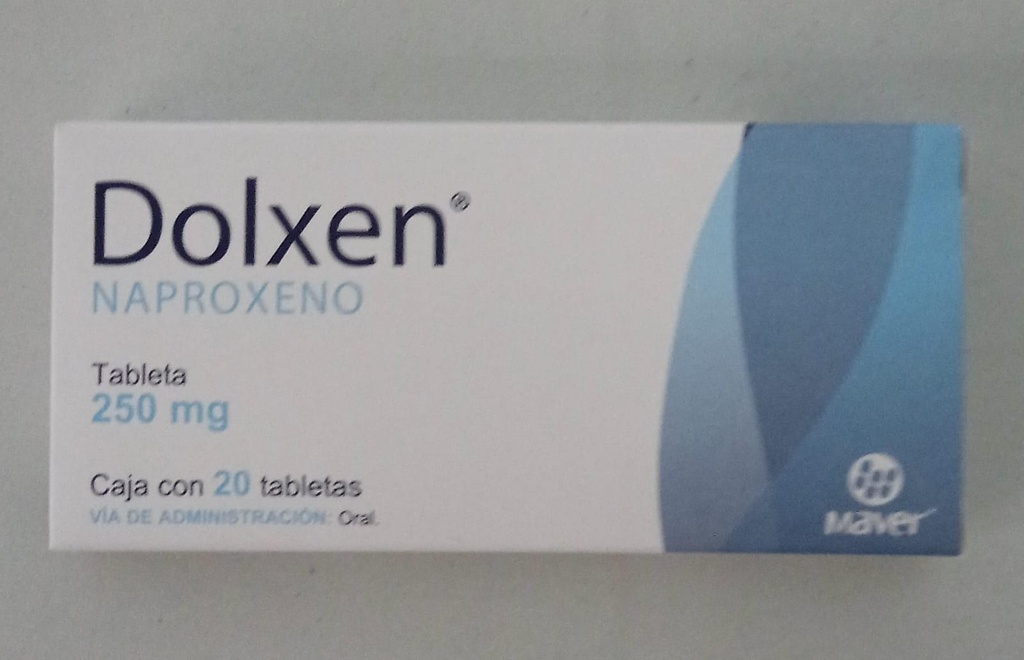 Dolxen®
NAPROXENO
Tableta
250 mg
Caja con 20 tabletas
VÍA DE ADMINISTRACIÓN: Oral.
Maver